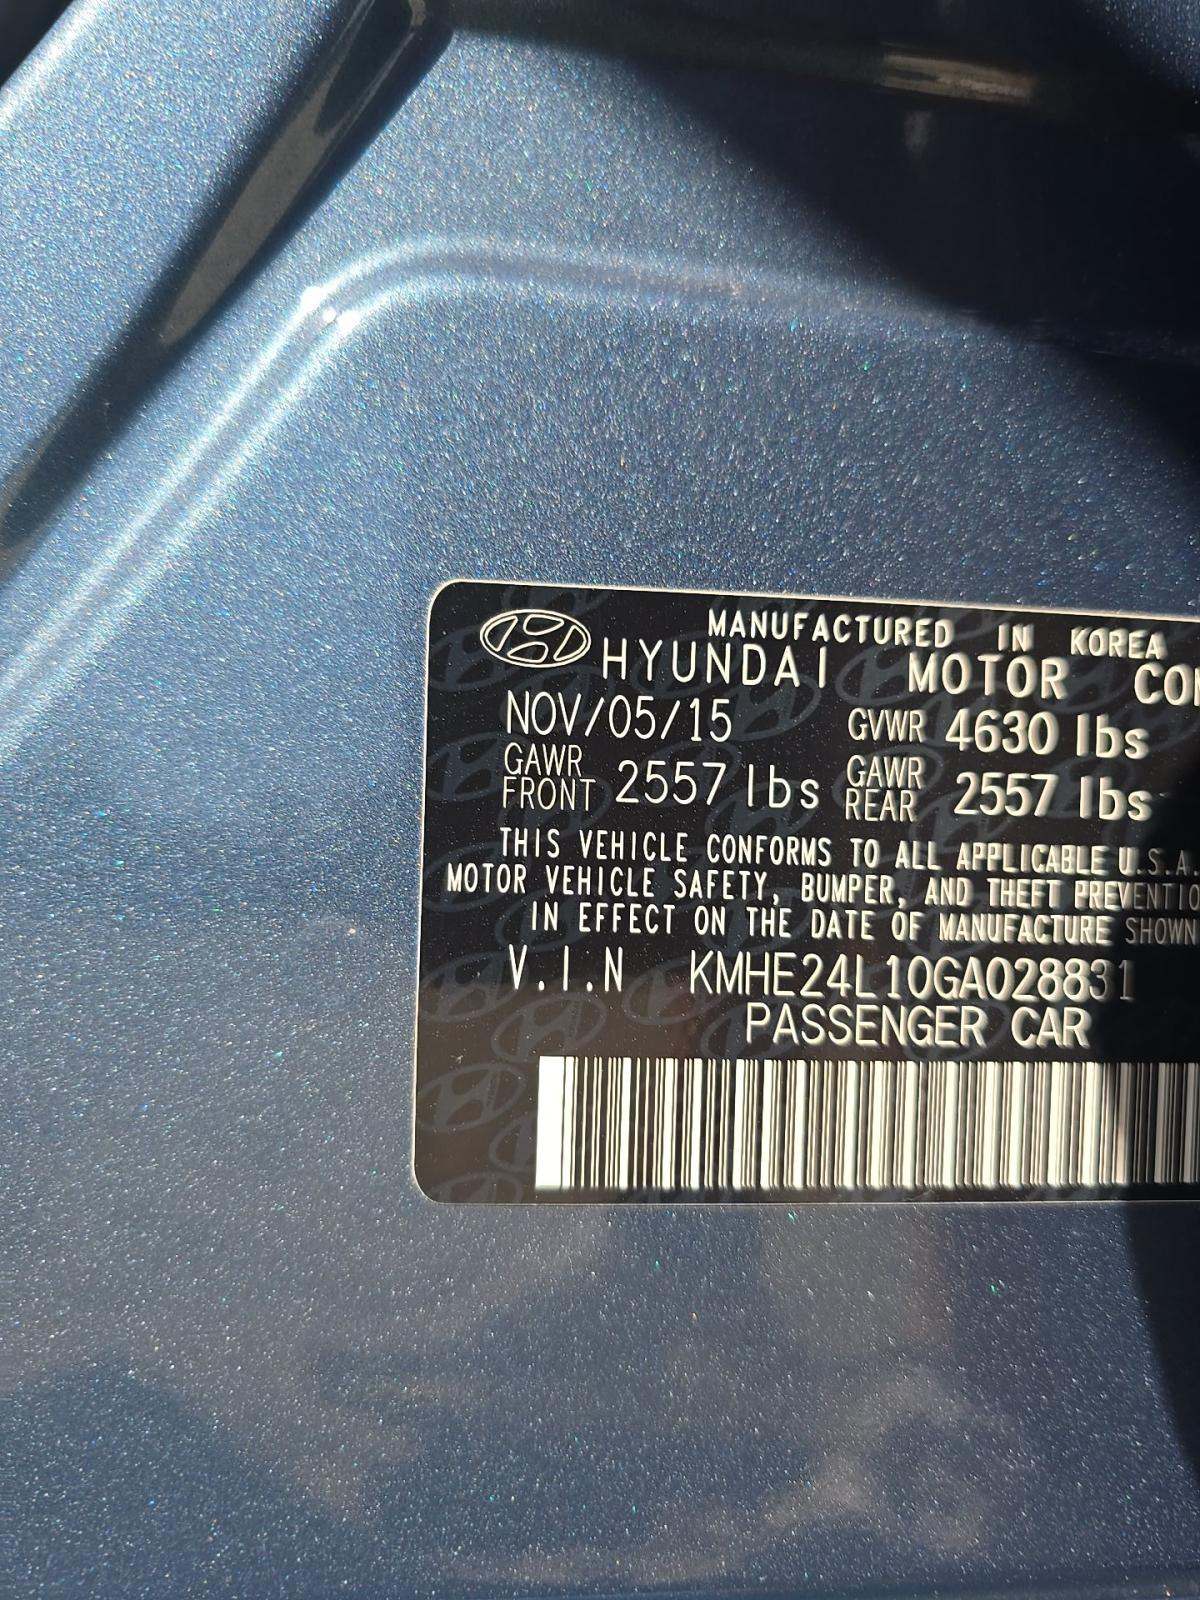 MANUFACTURED IN KOREA
HYUNDAI MOTOR
NOV/05/15 GVWR 4630 lbs
GAWR FRONT 2557 lbs GAWR REAR 2557 lbs
THIS VEHICLE CONFORMS TO ALL APPLICABLE U.S.A.
MOTOR VEHICLE SAFETY, BUMPER, AND THEFT
IN EFFECT ON THE DATE OF MANUFACTURE SHOWN
V.I.N KMHE24L10GA028831
PASSENGER CAR